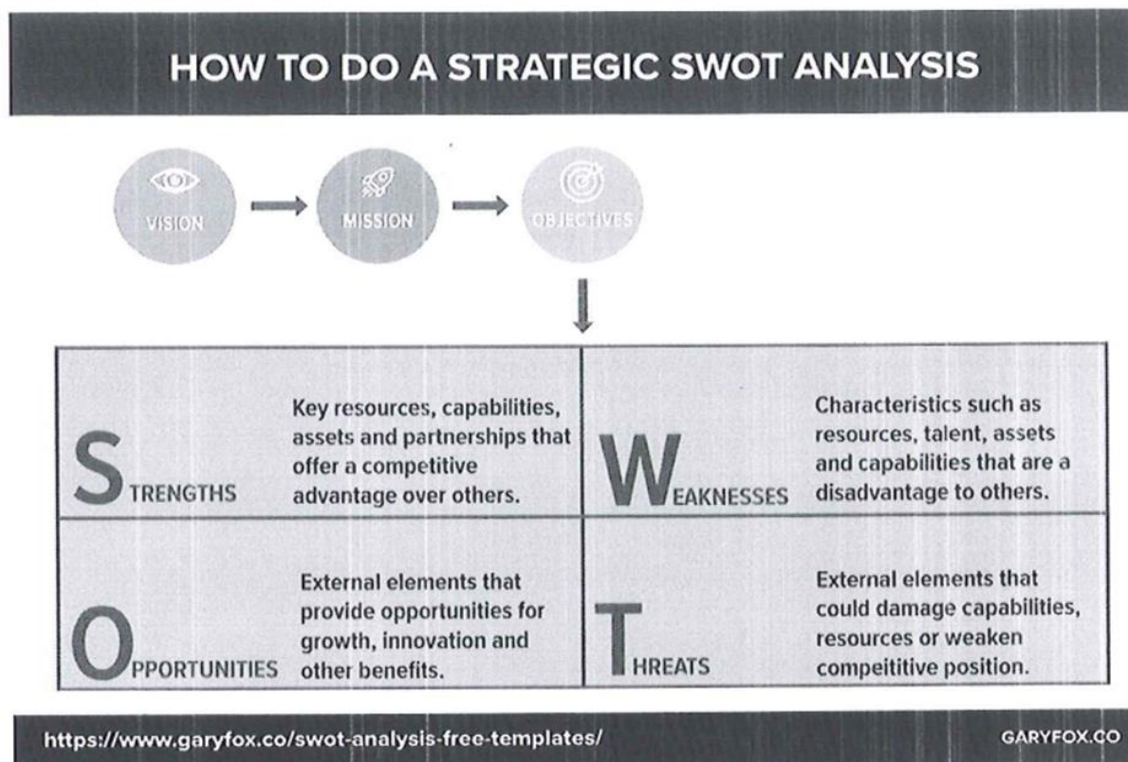 HOW TO DO A STRATEGIC SWOT ANALYSIS
VISION
MISSION
OBJECTIVES
STRENGTHS
Key resources, capabilities,
assets and partnerships that
offer a competitive
advantage over others.
WEAKNESSES
Characteristics such as
resources, talent, assets
and capabilities that are a
disadvantage to others.
OPPORTUNITIES
External elements that
provide opportunities for
growth, innovation and
other benefits.
THREATS
External elements that
could damage capabilities,
resources or weaken
compeititive position.
https://www.garyfox.co/swot-analysis-free-templates/
GARYFOX.CO